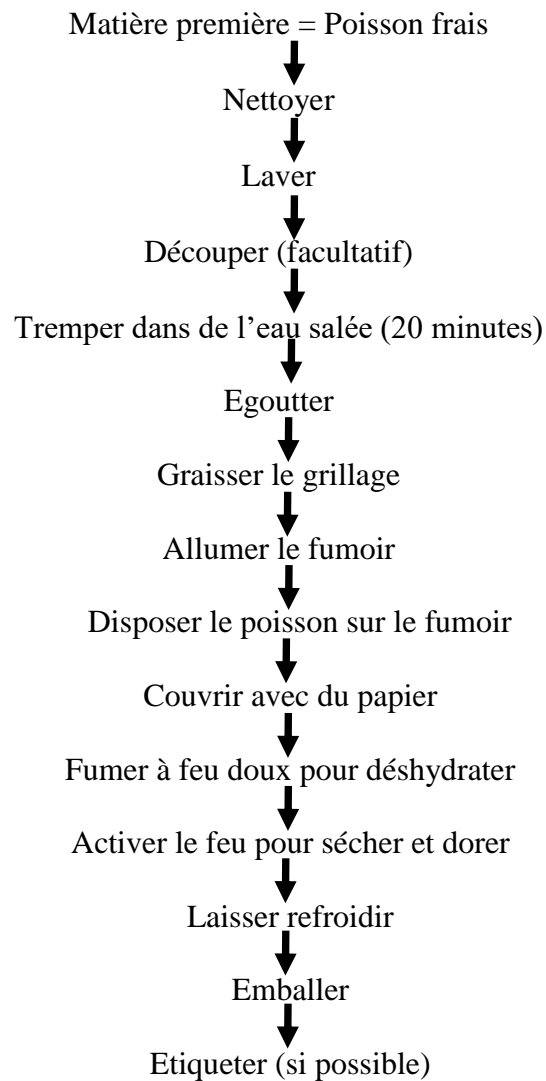 Matière première = Poisson frais
Nettoyer
Laver
Découper (facultatif)
Tremper dans de l’eau salée (20 minutes)
Egoutter
Graisser le grillage
Allumer le fumoir
Disposer le poisson sur le fumoir
Couvrir avec du papier
Fumer à feu doux pour déshydrater
Activer le feu pour sécher et dorer
Laisser refroidir
Emballer
Etiqueter (si possible)